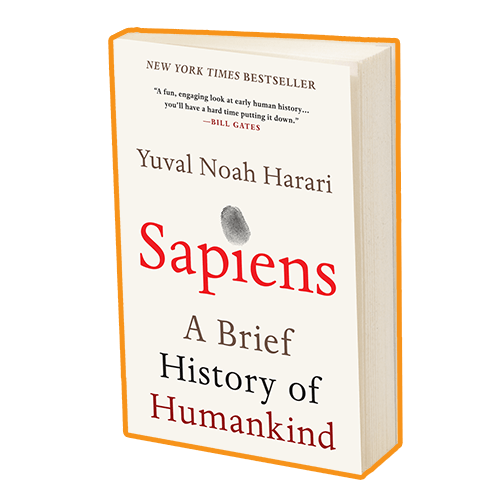 NEW YORK TIMES BESTSELLER
"A fun, engaging look at early human history...
you'll have a hard time putting it down."
—BILL GATES
Yuval Noah Harari
Sapiens
A Brief
History of
Humankind